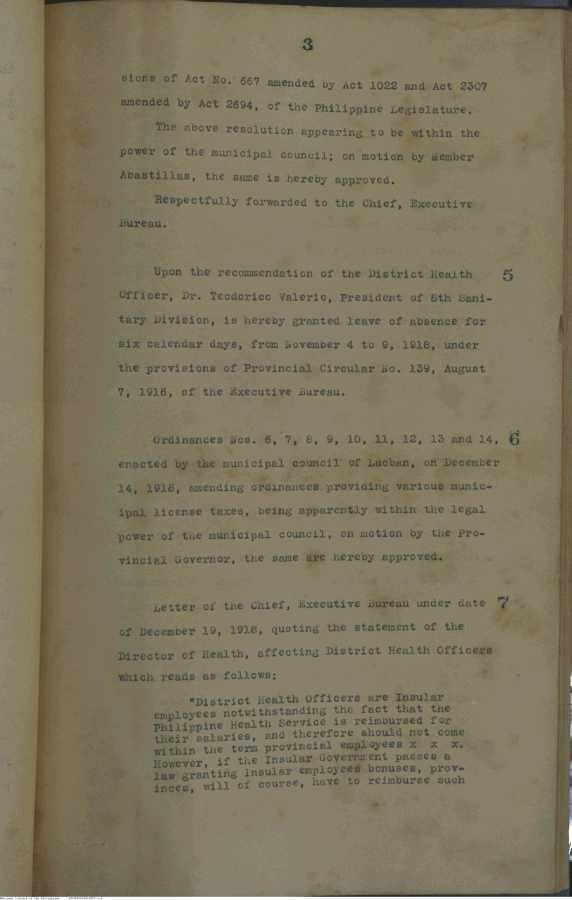 3
sions of Act No. 667 amended by Act 1022 and Act 2307
amended by Act 2694, of the Philippine Legislature.
The above resolution appearing to be within the
power of the municipal council; on motion by Member
Abastillas, the same is hereby approved.
Respectfully forwarded to the Chief, Executive
Bureau.
Upon the recommendation of the District Health 5
Officer, Dr. Teodorico Valerio, President of 8th Sani-
tary Division, is hereby granted leave of absence for
six calendar days, from November 4 to 9, 1918, under
the provisions of Provincial Circular No. 139, August
7, 1916, of the Executive Bureau.
Ordinances Nos. 6, 7, 8, 9, 10, 11, 12, 13 and 14, 6
enacted by the municipal council of Lucban, on December
14, 1918, amending ordinances providing various munic-
ipal license taxes, being apparently within the legal
power of the municipal council, on motion by the Pro-
vincial Governor, the same are hereby approved.
Letter of the Chief, Executive Bureau under date 7
of December 19, 1918, quoting the statement of the
Director of Health, affecting District Health Officers
which reads as follows:
"District Health Officers are Insular
employees notwithstanding the fact that the
Philippine Health Service is reimbursed for
their salaries, and therefore should not come
within the term provincial employees x x x.
However, if the Insular Government passes a
law granting Insular employees bonuses, prov-
inces, will of course, have to reimburse such
National Library of the Philippines